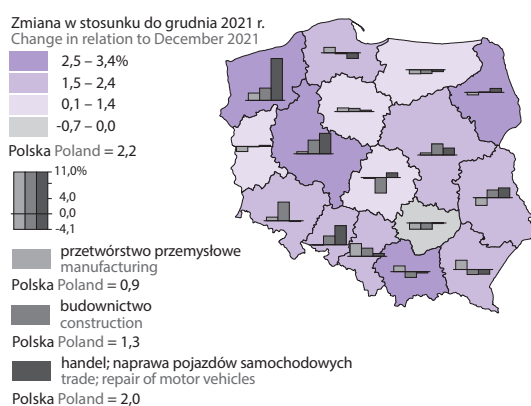 Zmiana w stosunku do grudnia 2021 r.
Change in relation to December 2021
2,5 – 3,4%
1,5 – 2,4
0,1 – 1,4
-0,7 – 0,0
Polska Poland = 2,2
11,0%
4,0
0,0
-4,1
przetwórstwo przemysłowe
manufacturing
Polska Poland = 0,9
budownictwo
construction
Polska Poland = 1,3
handel; naprawa pojazdów samochodowych
trade; repair of motor vehicles
Polska Poland = 2,0